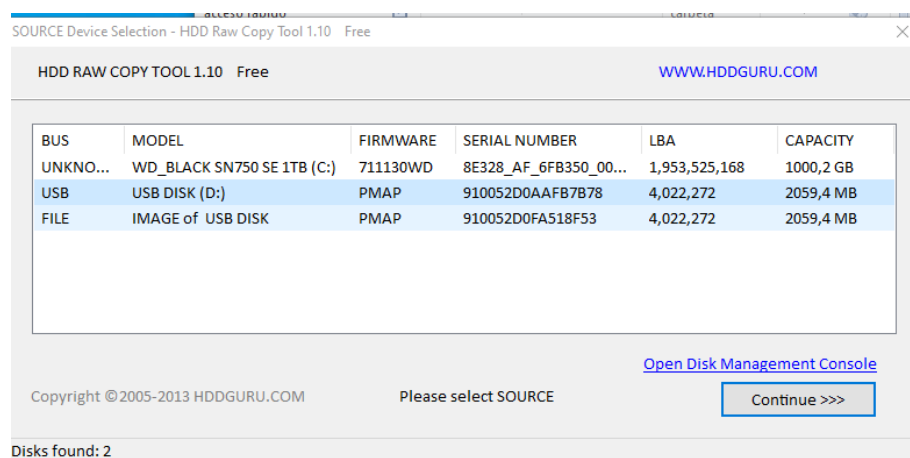 acceso rápido carpeta
SOURCE Device Selection - HDD Raw Copy Tool 1.10 Free
HDD RAW COPY TOOL 1.10 Free WWW.HDDGURU.COM
BUS MODEL FIRMWARE SERIAL NUMBER LBA CAPACITY
UNKNO... WD_BLACK SN750 SE 1TB (C:) 711130WD 8E328_AF_6FB350_00... 1,953,525,168 1000,2 GB
USB USB DISK (D:) PMAP 910052D0AAFB7B78 4,022,272 2059,4 MB
FILE IMAGE of USB DISK PMAP 910052D0FA518F53 4,022,272 2059,4 MB
Open Disk Management Console
Copyright ©2005-2013 HDDGURU.COM Please select SOURCE Continue >>>
Disks found: 2